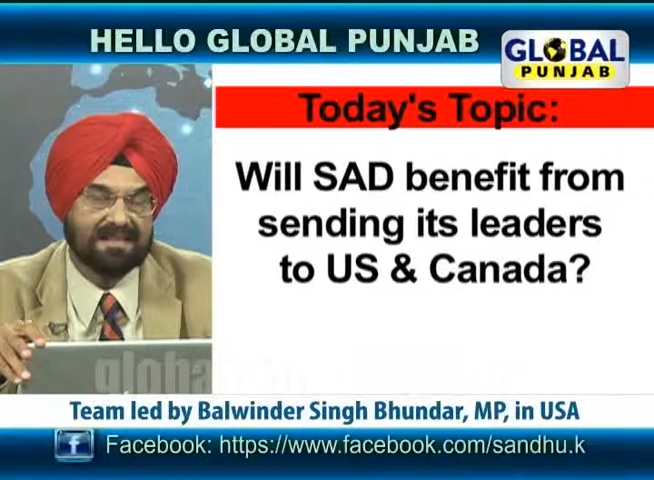 HELLO GLOBAL PUNJAB
GLOBAL
PUNJAB
Today's Topic:
Will SAD benefit from
sending its leaders
to US & Canada?
global
Team led by Balwinder Singh Bhundar, MP, in USA
f Facebook: https://www.facebook.com/sandhu.k